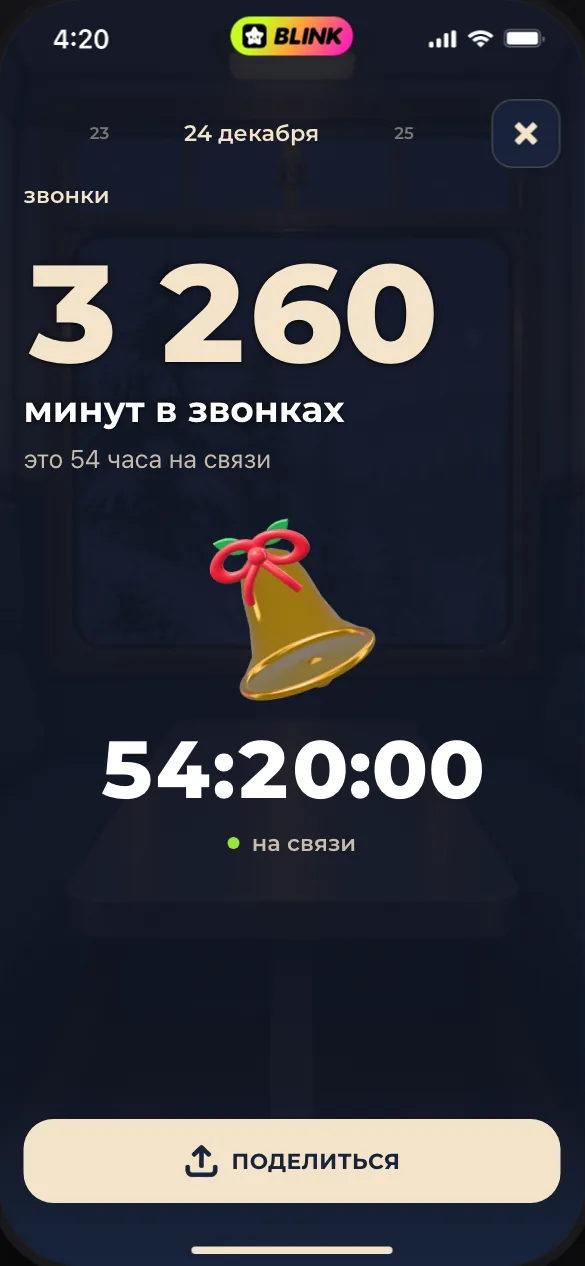 4:20
BLINK
23 24 декабря 25
звонки
3 260
минут в звонках
это 54 часа на связи
54:20:00
на связи
ПОДЕЛИТЬСЯ